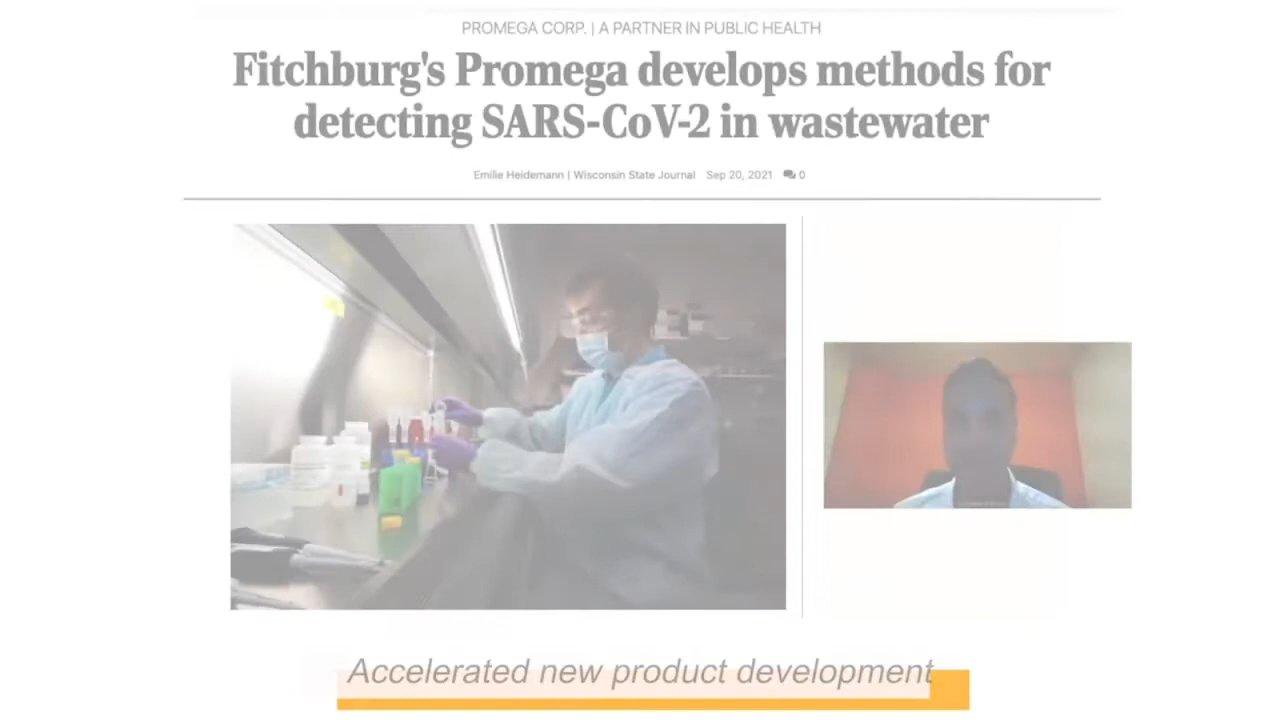 PROMEGA CORP. | A PARTNER IN PUBLIC HEALTH
Fitchburg's Promega develops methods for
detecting SARS-CoV-2 in wastewater
Emilie Heidemann | Wisconsin State Journal Sep 20, 2021 0
Accelerated new product development